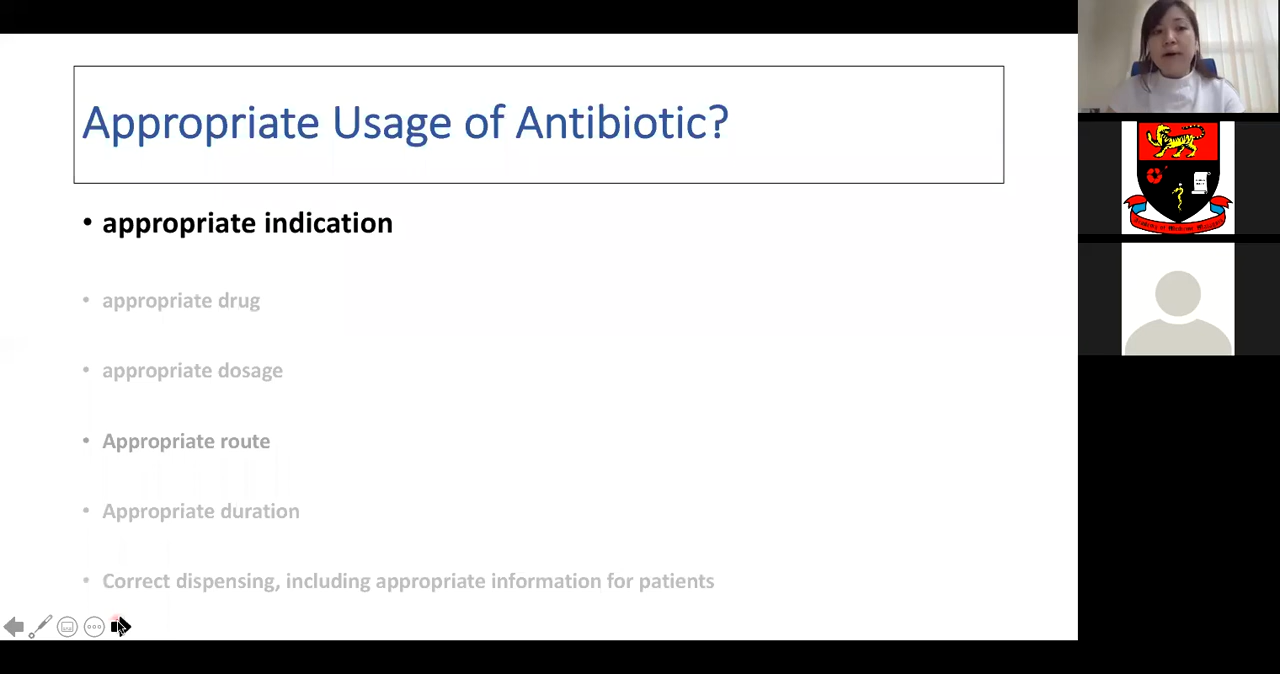 Appropriate Usage of Antibiotic?
• appropriate indication
• appropriate drug
• appropriate dosage
• Appropriate route
• Appropriate duration
• Correct dispensing, including appropriate information for patients